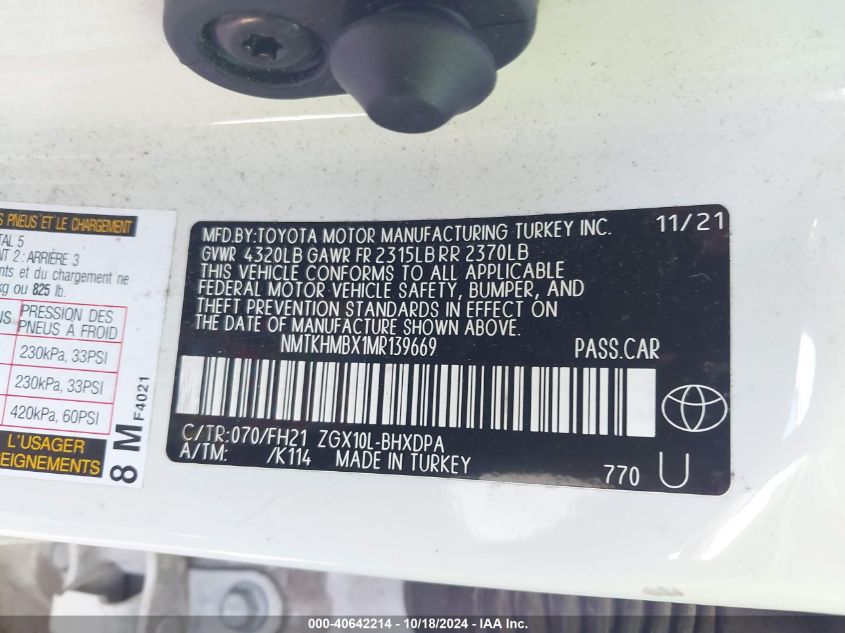 S PNEUS ET LE CHARGEMENT
TAL 5
NT 2 : ARRIÈRE 3
ents et du chargement ne
kg ou 825 lb.
NS PRESSION DES PNEUS À FROID
230kPa, 33PSI
230kPa, 33PSI
420kPa, 60PSI
L'USAGER
EIGNEMENTS
8 M F4021
11/21
MFD.BY:TOYOTA MOTOR MANUFACTURING TURKEY INC.
GVWR 4320LB GAWR FR 2315LB RR 2370LB
THIS VEHICLE CONFORMS TO ALL APPLICABLE
FEDERAL MOTOR VEHICLE SAFETY, BUMPER, AND
THEFT PREVENTION STANDARDS IN EFFECT ON
THE DATE OF MANUFACTURE SHOWN ABOVE.
NMTKHMBX1MR139669 PASS.CAR
C/TR:070/FH21 ZGX10L-BHXDPA
A/TM: /K114 MADE IN TURKEY
770 U
000-40642214 - 10/18/2024 - IAA Inc.